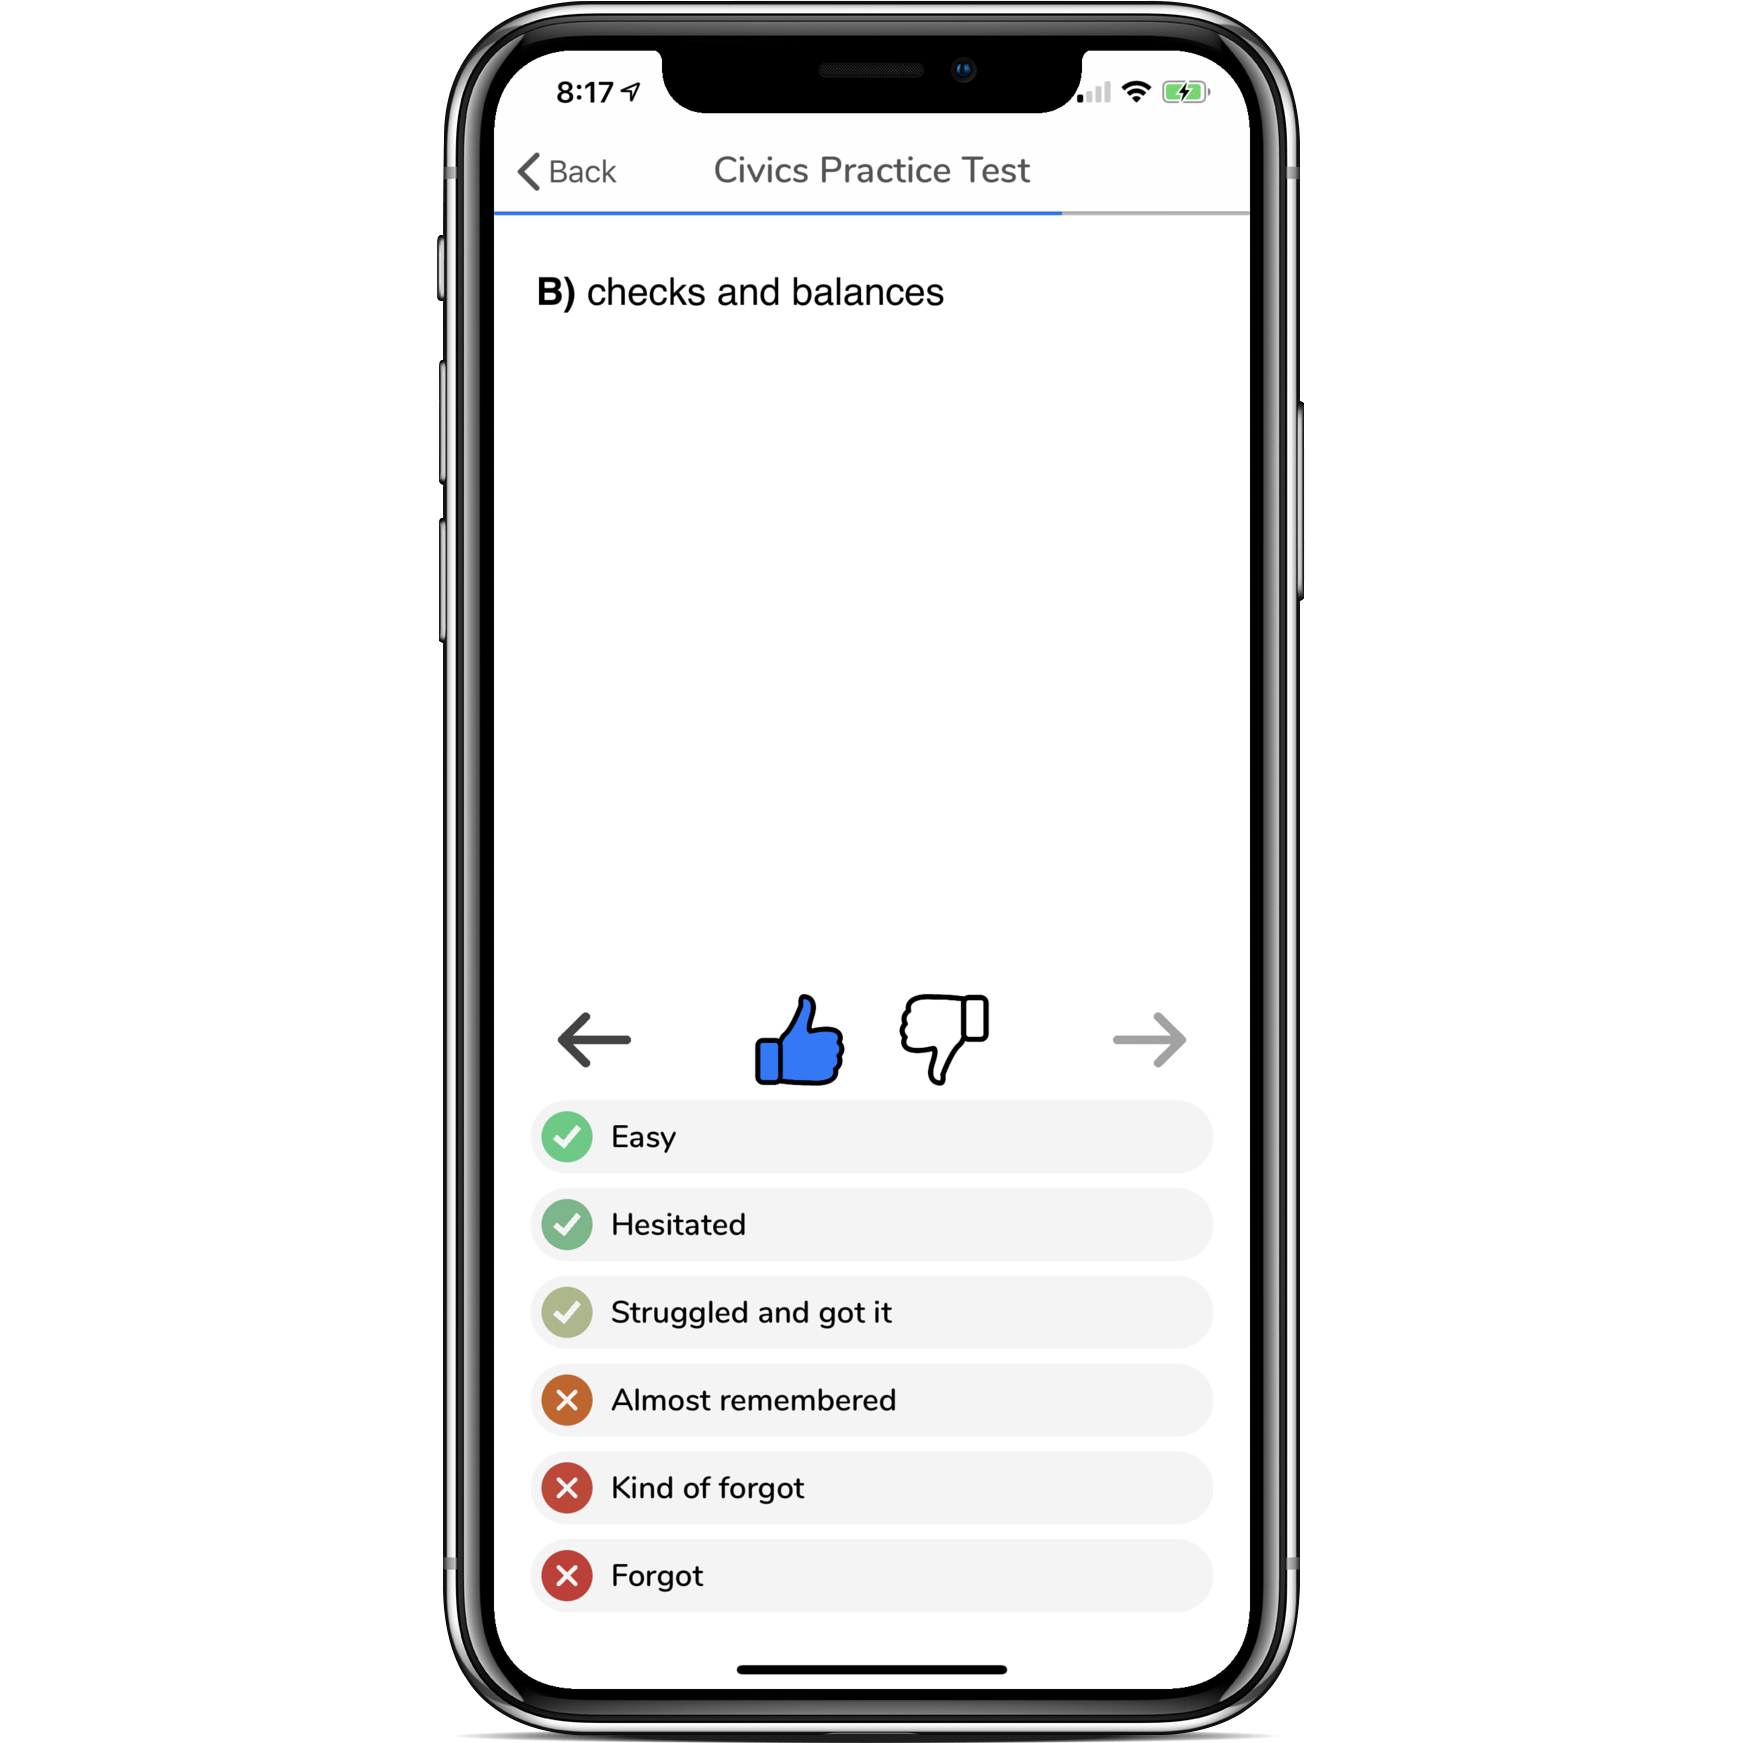 8:17
Back
Civics Practice Test
B) checks and balances
Easy
Hesitated
Struggled and got it
Almost remembered
Kind of forgot
Forgot